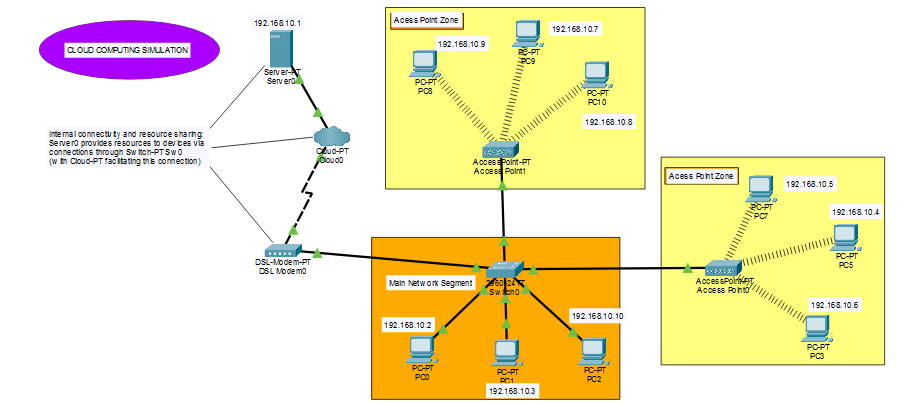 CLOUD COMPUTING SIMULATION
192.168.10.1
Server-PT
Server0
Internal connectivity and resource sharing:
Server0 provides resources to devices via
connections through Switch-PT Sw0
(with Cloud-PT facilitating this connection)
Cloud-PT
Cloud0
DSL-Modem-PT
DSL Modem0
Acess Point Zone
192.168.10.9
PC-PT
PC8
192.168.10.7
PC-PT
PC9
PC-PT
PC10
192.168.10.8
AccessPoint-PT
Access Point1
Acess Point Zone
192.168.10.5
PC-PT
PC7
192.168.10.4
PC-PT
PC5
AccessPoint-PT
Access Point0
192.168.10.6
PC-PT
PC3
Main Network Segment
2960-24TT
Switch0
192.168.10.2
PC-PT
PC0
PC-PT
PC1
192.168.10.3
192.168.10.10
PC-PT
PC2